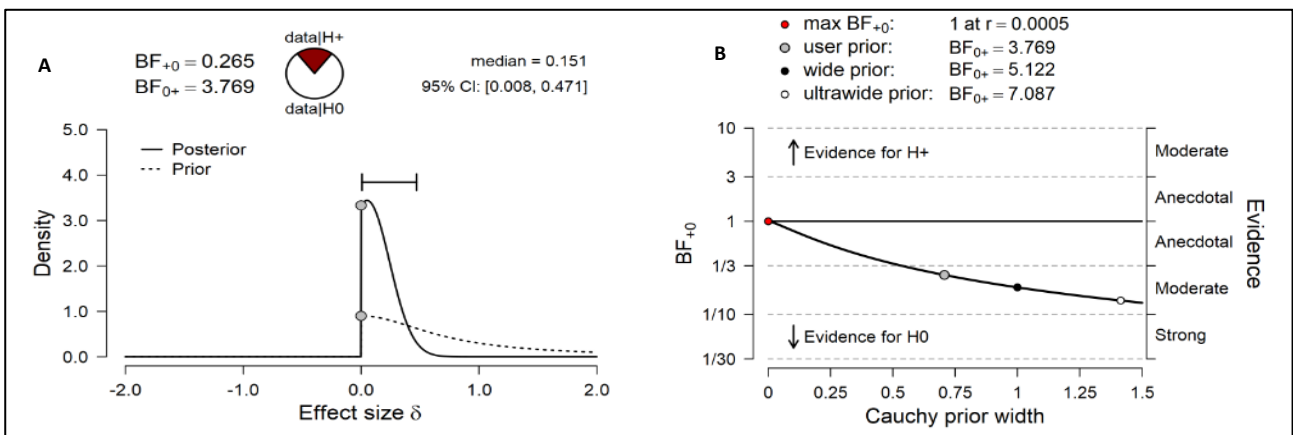 A
BF+0 = 0.265
BF0+ = 3.769
data|H+
data|H0
median = 0.151
95% CI: [0.008, 0.471]
Posterior
Prior
5.0
4.0
3.0
2.0
1.0
0.0
Density
-2.0 -1.0 0.0 1.0 2.0
Effect size δ
B
max BF+0: 1 at r = 0.0005
user prior: BF0+ = 3.769
wide prior: BF0+ = 5.122
ultrawide prior: BF0+ = 7.087
10
3
1
1/3
1/10
1/30
BF+0
Evidence for H+
Evidence for H0
Moderate
Anecdotal
Anecdotal
Moderate
Strong
Evidence
0 0.25 0.5 0.75 1 1.25 1.5
Cauchy prior width